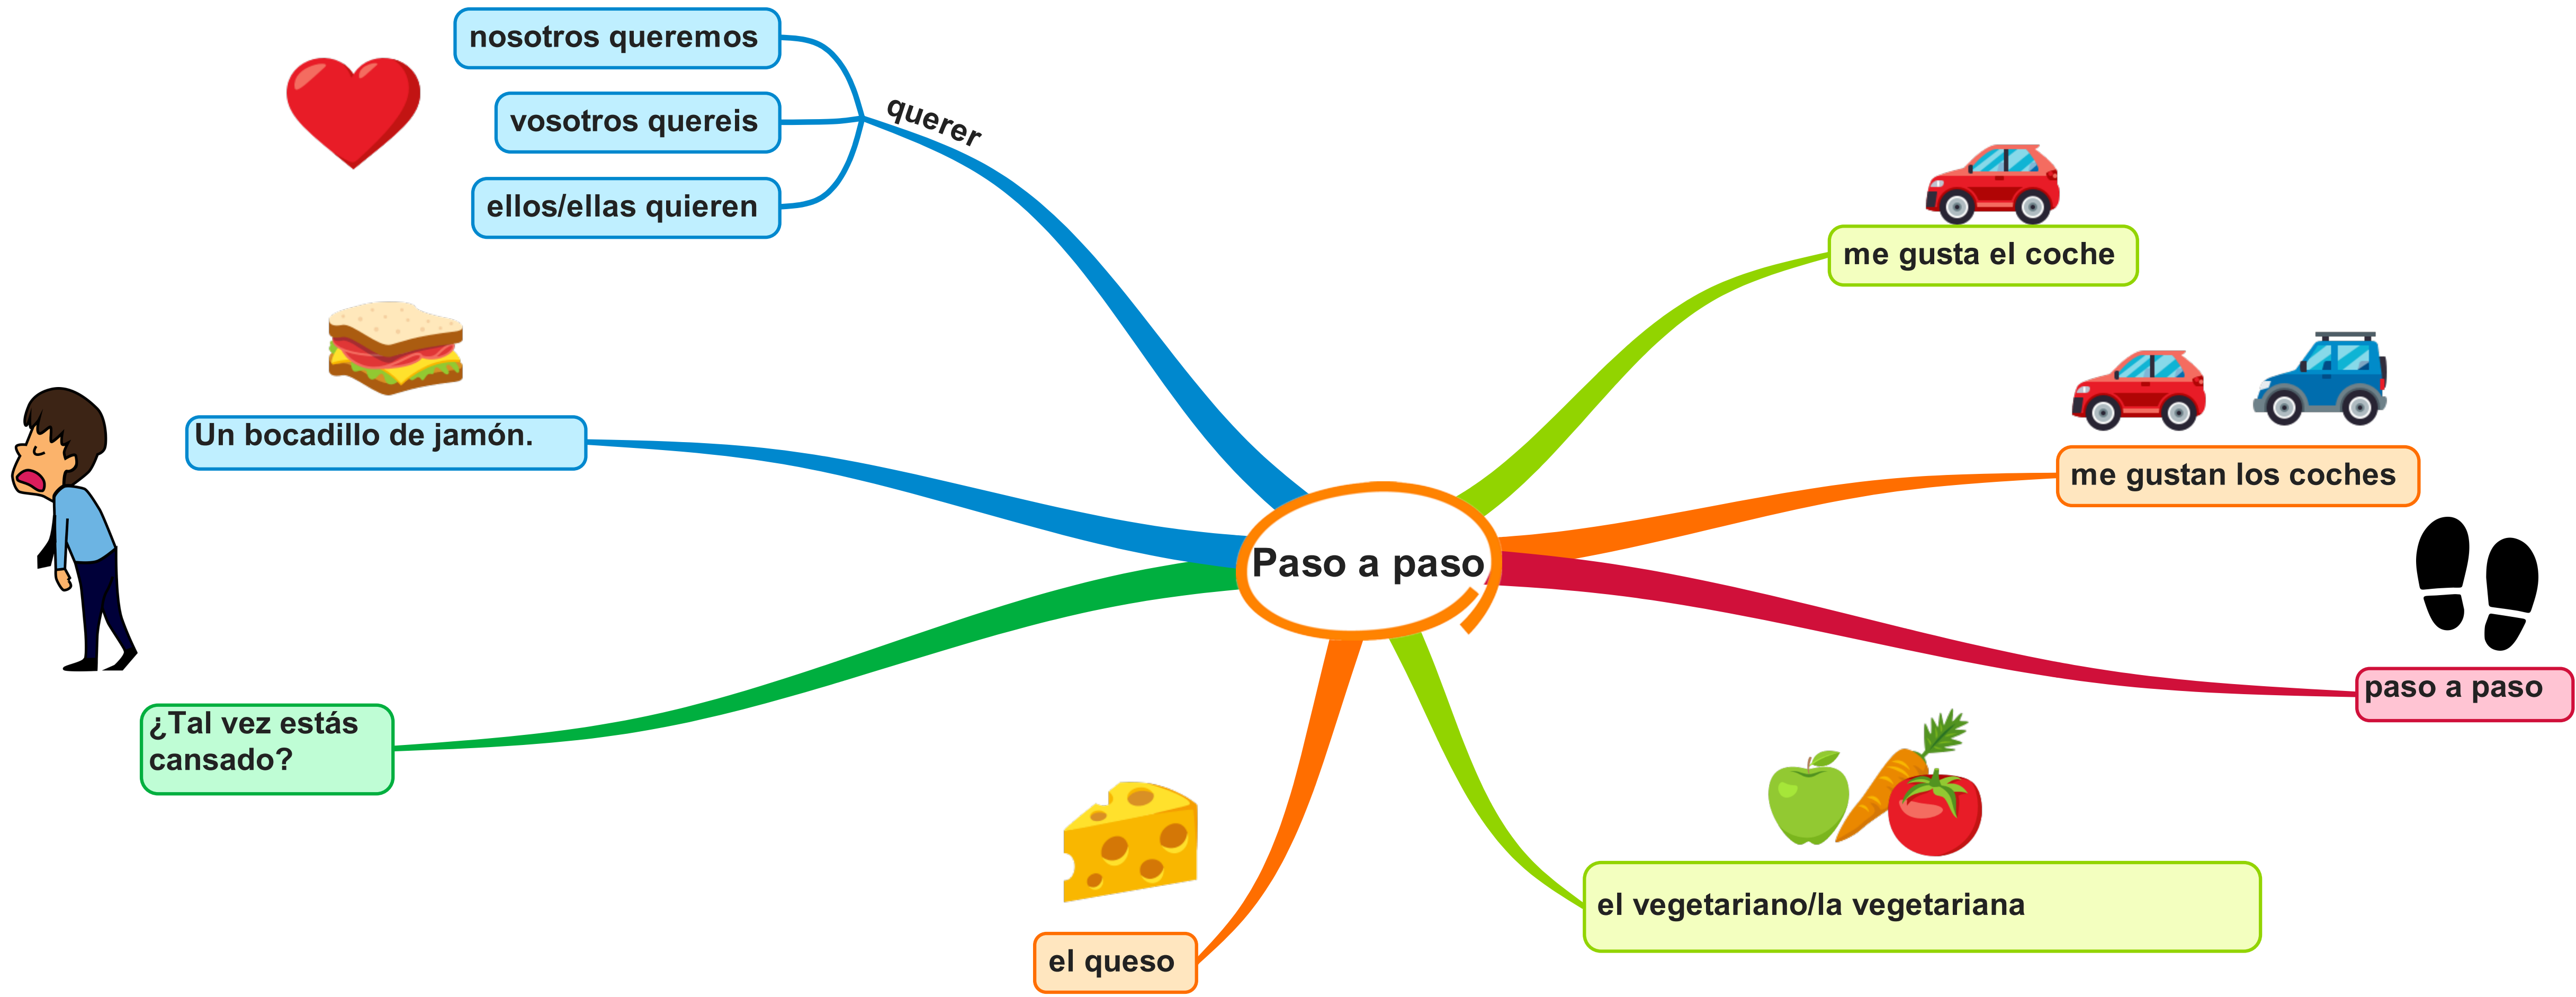 nosotros queremos
vosotros quereis
ellos/ellas quieren
querer
Un bocadillo de jamón.
¿Tal vez estás
cansado?
Paso a paso
me gusta el coche
me gustan los coches
paso a paso
el vegetariano/la vegetariana
el queso